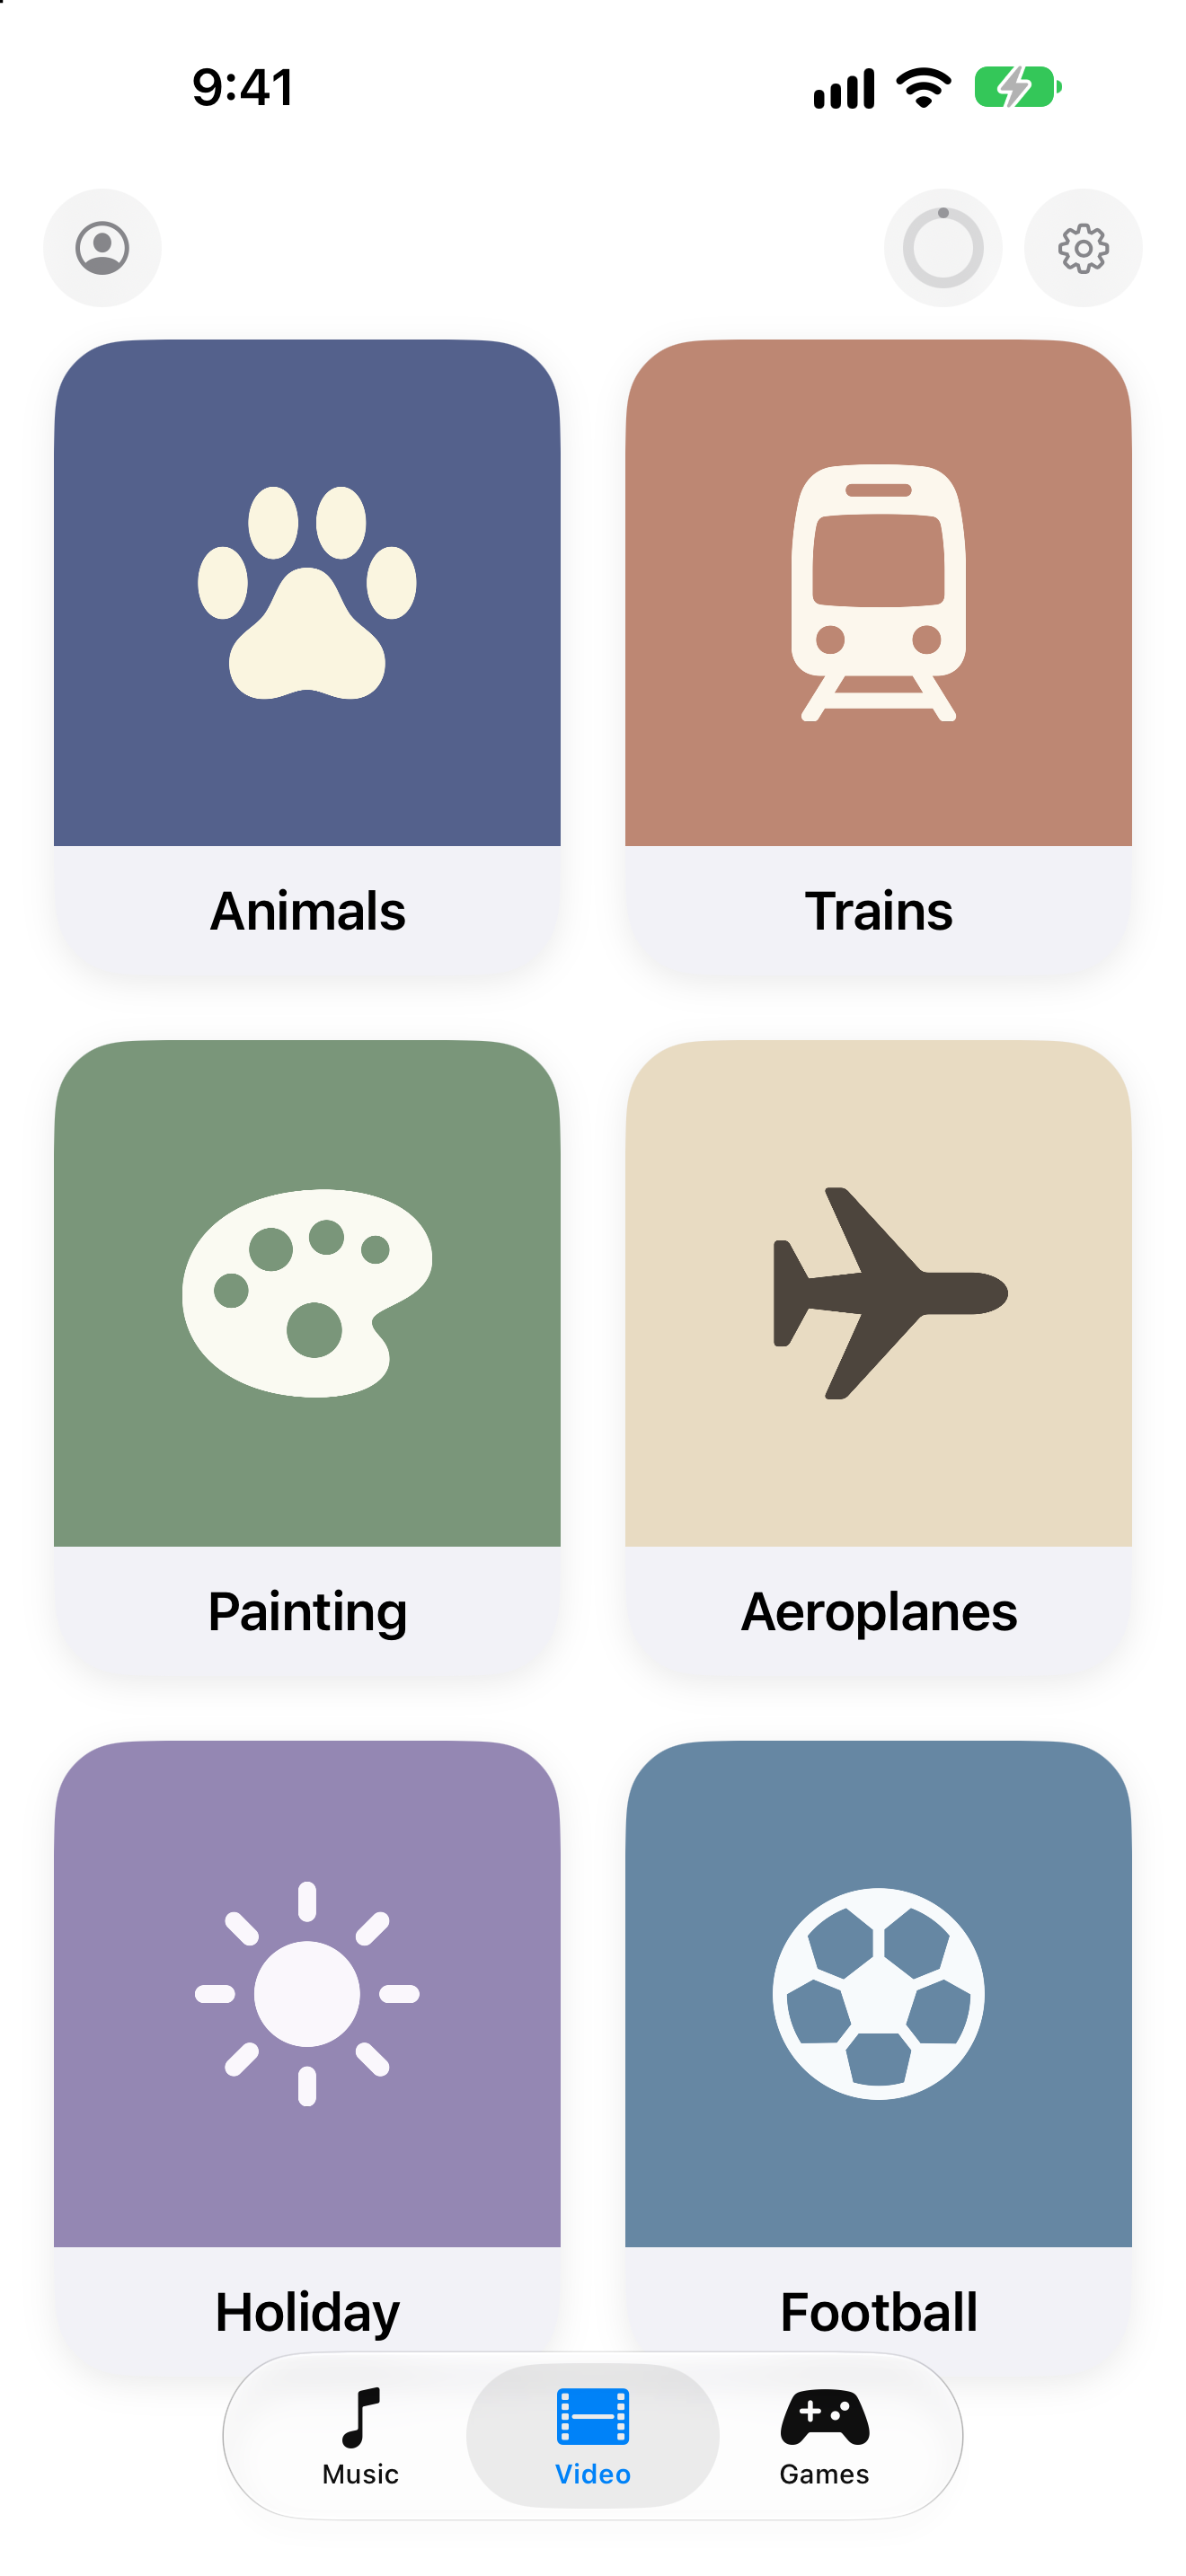 9:41
Animals
Trains
Painting
Aeroplanes
Holiday
Football
Music
Video
Games